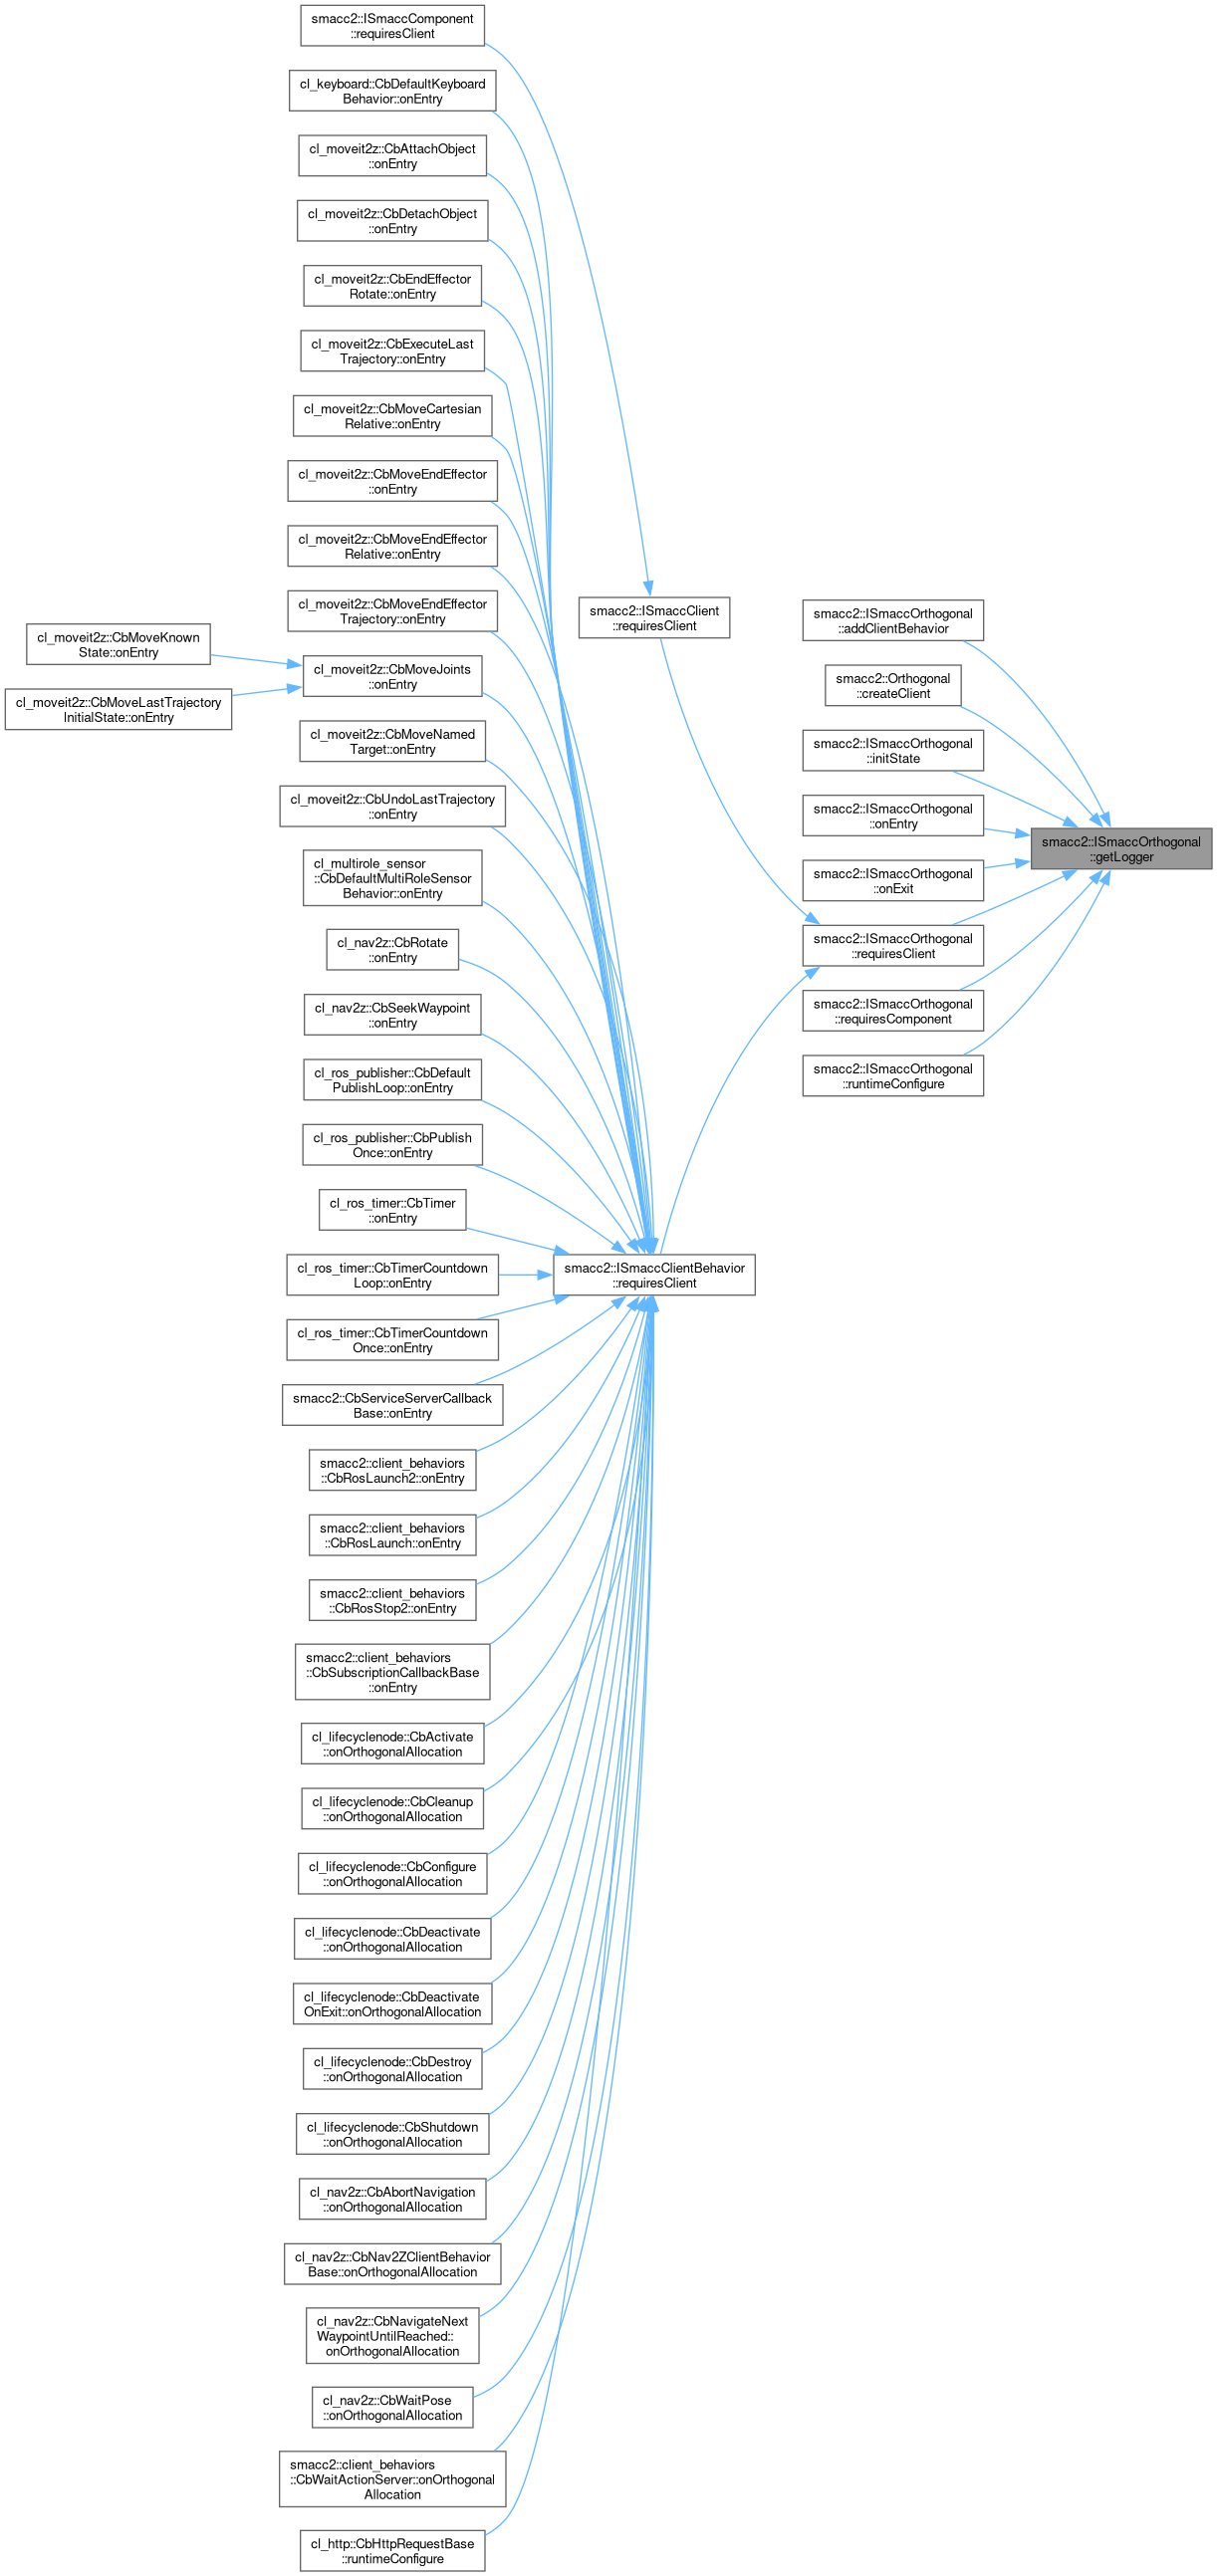 smacc2::ISmaccComponent
::requiresClient
cl_keyboard::CbDefaultKeyboard
Behavior::onEntry
cl_moveit2z::CbAttachObject
::onEntry
cl_moveit2z::CbDetachObject
::onEntry
cl_moveit2z::CbEndEffector
Rotate::onEntry
cl_moveit2z::CbExecuteLast
Trajectory::onEntry
cl_moveit2z::CbMoveCartesian
Relative::onEntry
cl_moveit2z::CbMoveEndEffector
::onEntry
cl_moveit2z::CbMoveEndEffector
Relative::onEntry
cl_moveit2z::CbMoveEndEffector
Trajectory::onEntry
cl_moveit2z::CbMoveKnown
State::onEntry
cl_moveit2z::CbMoveLastTrajectory
InitialState::onEntry
cl_moveit2z::CbMoveJoints
::onEntry
cl_moveit2z::CbMoveNamed
Target::onEntry
cl_moveit2z::CbUndoLastTrajectory
::onEntry
cl_multirole_sensor
::CbDefaultMultiRoleSensor
Behavior::onEntry
cl_nav2z::CbRotate
::onEntry
cl_nav2z::CbSeekWaypoint
::onEntry
cl_ros_publisher::CbDefault
PublishLoop::onEntry
cl_ros_publisher::CbPublish
Once::onEntry
cl_ros_timer::CbTimer
::onEntry
cl_ros_timer::CbTimerCountdown
Loop::onEntry
cl_ros_timer::CbTimerCountdown
Once::onEntry
smacc2::CbServiceServerCallback
Base::onEntry
smacc2::client_behaviors
::CbRosLaunch2::onEntry
smacc2::client_behaviors
::CbRosLaunch::onEntry
smacc2::client_behaviors
::CbRosStop2::onEntry
smacc2::client_behaviors
::CbSubscriptionCallbackBase
::onEntry
cl_lifecyclenode::CbActivate
::onOrthogonalAllocation
cl_lifecyclenode::CbCleanup
::onOrthogonalAllocation
cl_lifecyclenode::CbConfigure
::onOrthogonalAllocation
cl_lifecyclenode::CbDeactivate
::onOrthogonalAllocation
cl_lifecyclenode::CbDeactivate
OnExit::onOrthogonalAllocation
cl_lifecyclenode::CbDestroy
::onOrthogonalAllocation
cl_lifecyclenode::CbShutdown
::onOrthogonalAllocation
cl_nav2z::CbAbortNavigation
::onOrthogonalAllocation
cl_nav2z::CbNav2ZClientBehavior
Base::onOrthogonalAllocation
cl_nav2z::CbNavigateNext
WaypointUntilReached::
onOrthogonalAllocation
cl_nav2z::CbWaitPose
::onOrthogonalAllocation
smacc2::client_behaviors
::CbWaitActionServer::onOrthogonal
Allocation
cl_http::CbHttpRequestBase
::runtimeConfigure
smacc2::ISmaccClient
::requiresClient
smacc2::ISmaccClientBehavior
::requiresClient
smacc2::ISmaccOrthogonal
::addClientBehavior
smacc2::Orthogonal
::createClient
smacc2::ISmaccOrthogonal
::initState
smacc2::ISmaccOrthogonal
::onEntry
smacc2::ISmaccOrthogonal
::onExit
smacc2::ISmaccOrthogonal
::requiresClient
smacc2::ISmaccOrthogonal
::requiresComponent
smacc2::ISmaccOrthogonal
::runtimeConfigure
smacc2::ISmaccOrthogonal
::getLogger